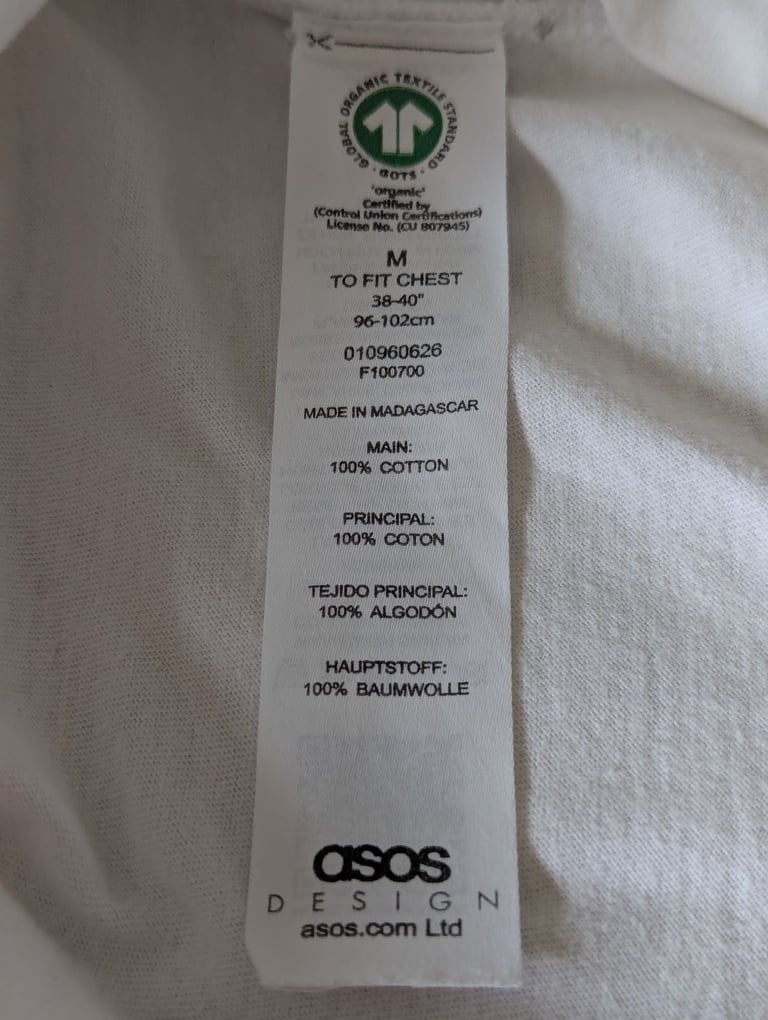 GLOBAL ORGANIC TEXTILE STANDARD · GOTS ·
'organic'
Certified by
(Control Union Certifications)
License No. (CU 807945)
M
TO FIT CHEST
38-40"
96-102cm
010960626
F100700
MADE IN MADAGASCAR
MAIN:
100% COTTON
PRINCIPAL:
100% COTON
TEJIDO PRINCIPAL:
100% ALGODÓN
HAUPTSTOFF:
100% BAUMWOLLE
asos
DESIGN
asos.com Ltd